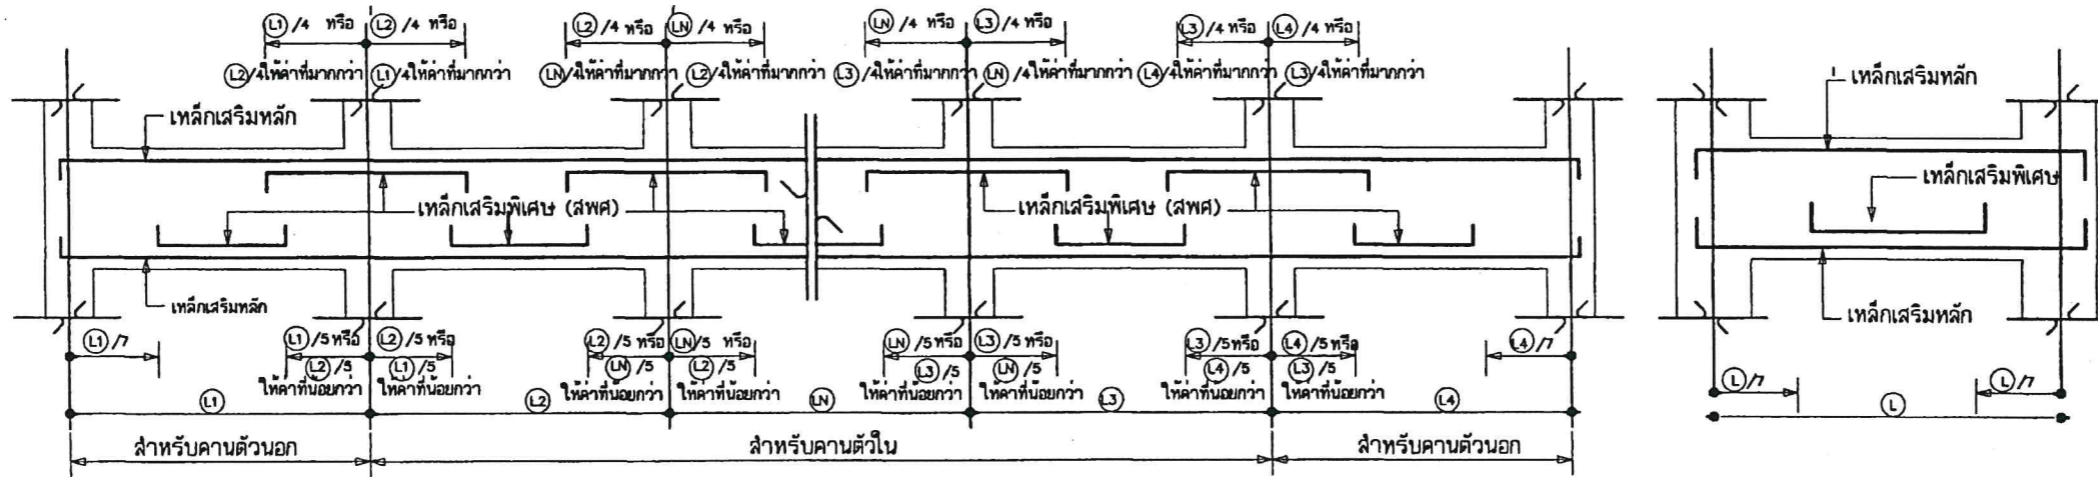 L1 /4 หรือ L2 /4 หรือ L2 /4 หรือ LN /4 หรือ LN /4 หรือ L3 /4 หรือ L3 /4 หรือ L4 /4 หรือ
L2 /4ให้ค่าที่มากกว่า L1 /4ให้ค่าที่มากกว่า LN /4ให้ค่าที่มากกว่า L2 /4ให้ค่าที่มากกว่า L3 /4ให้ค่าที่มากกว่า LN /4ให้ค่าที่มากกว่า L4 /4ให้ค่าที่มากกว่า L3 /4ให้ค่าที่มากกว่า
เหล็กเสริมหลัก เหล็กเสริมหลัก
เหล็กเสริมพิเศษ
เหล็กเสริมพิเศษ (สพศ) เหล็กเสริมพิเศษ (สพศ)
เหล็กเสริมหลัก เหล็กเสริมหลัก
L1 /7 L1 /5 หรือ L2 /5 หรือ L2 /5 หรือ LN /5 หรือ LN /5 หรือ L3 /5 หรือ L3 /5 หรือ L4 /5 หรือ L4 /7
L2 /5 L1 /5 LN /5 L2 /5 L3 /5 LN /5 L4 /5 L3 /5
ให้ค่าที่น้อยกว่า ให้ค่าที่น้อยกว่า ให้ค่าที่น้อยกว่า ให้ค่าที่น้อยกว่า ให้ค่าที่น้อยกว่า ให้ค่าที่น้อยกว่า ให้ค่าที่น้อยกว่า ให้ค่าที่น้อยกว่า
L /7 L /7
L1 L2 LN L3 L4 L
สำหรับคานตัวนอก สำหรับคานตัวใน สำหรับคานตัวนอก